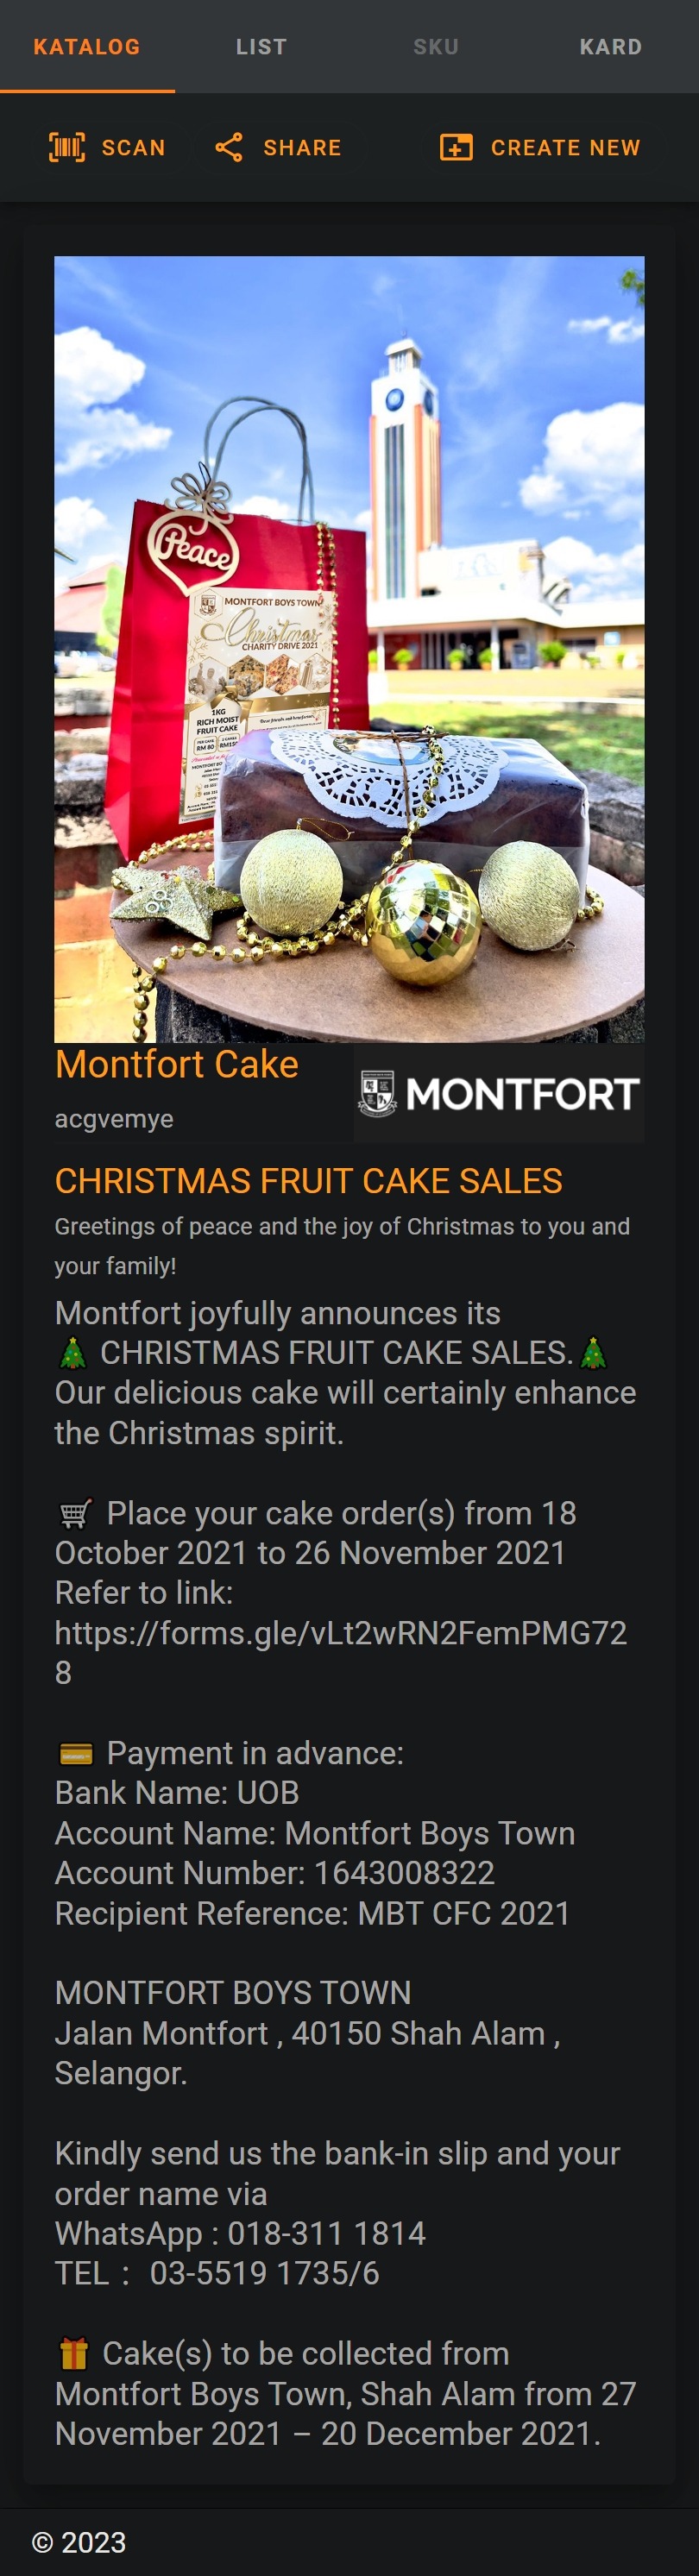 KATALOG
LIST
SKU
KARD
SCAN
SHARE
CREATE NEW
Peace
MONTFORT BOYS TOWN
Christmas
CHARITY DRIVE 2021
1KG
RICH MOIST
FRUIT CAKE
RM 80
Montfort Cake
acgvemye
MONTFORT
CHRISTMAS FRUIT CAKE SALES
Greetings of peace and the joy of Christmas to you and
your family!
Montfort joyfully announces its
🎄 CHRISTMAS FRUIT CAKE SALES.🎄
Our delicious cake will certainly enhance
the Christmas spirit.
🛒 Place your cake order(s) from 18
October 2021 to 26 November 2021
Refer to link:
https://forms.gle/vLt2wRN2FemPMG72
8
💳 Payment in advance:
Bank Name: UOB
Account Name: Montfort Boys Town
Account Number: 1643008322
Recipient Reference: MBT CFC 2021
MONTFORT BOYS TOWN
Jalan Montfort , 40150 Shah Alam ,
Selangor.
Kindly send us the bank-in slip and your
order name via
WhatsApp : 018-311 1814
TEL： 03-5519 1735/6
🎁 Cake(s) to be collected from
Montfort Boys Town, Shah Alam from 27
November 2021 – 20 December 2021.
© 2023